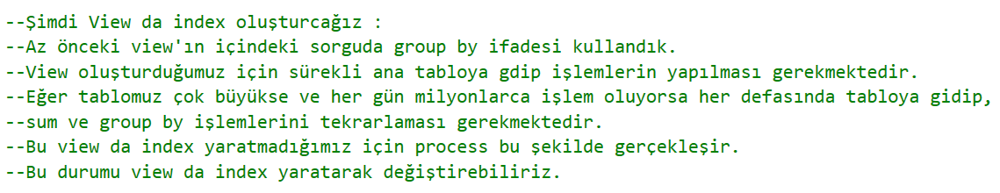 --Şimdi View da index oluşturcağız :
--Az önceki view'ın içindeki sorguda group by ifadesi kullandık.
--View oluşturduğumuz için sürekli ana tabloya gdip işlemlerin yapılması gerekmektedir.
--Eğer tablomuz çok büyükse ve her gün milyonlarca işlem oluyorsa her defasında tabloya gidip,
--sum ve group by işlemlerini tekrarlaması gerekmektedir.
--Bu view da index yaratmadığımız için process bu şekilde gerçekleşir.
--Bu durumu view da index yaratarak değiştirebiliriz.